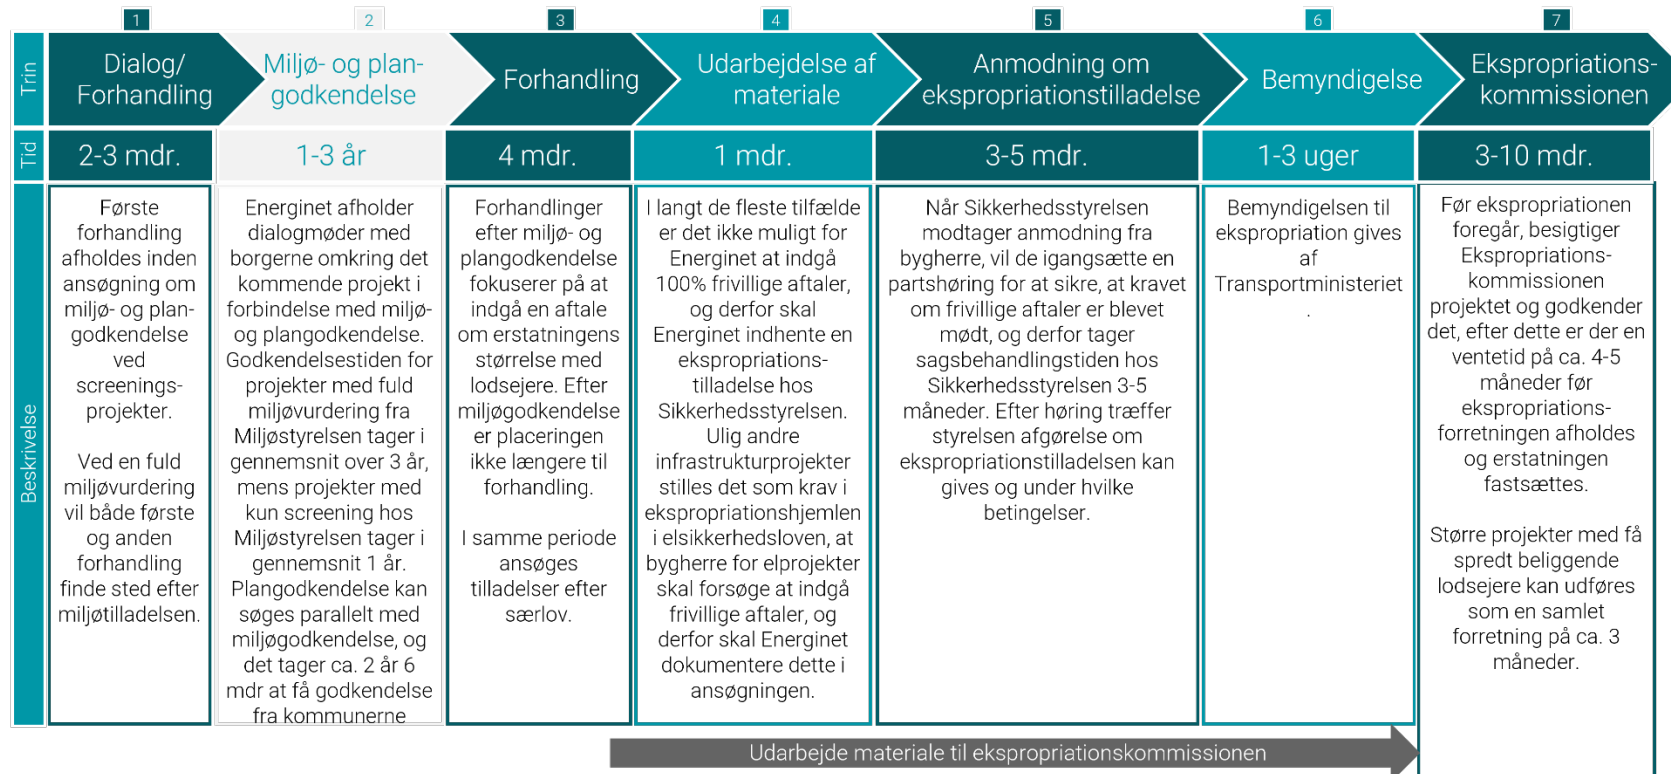 1
2
3
4
5
6
7
Trin
Dialog/
Forhandling
Miljø- og plan-
godkendelse
Forhandling
Udarbejdelse af
materiale
Anmodning om
ekspropriationstilladelse
Bemyndigelse
Ekspropriations-
kommissionen
Tid
2-3 mdr.
1-3 år
4 mdr.
1 mdr.
3-5 mdr.
1-3 uger
3-10 mdr.
Beskrivelse
Første
forhandling
afholdes inden
ansøgning om
miljø- og plan-
godkendelse
ved
screenings-
projekter.
Ved en fuld
miljøvurdering
vil både første
og anden
forhandling
finde sted efter
miljøtilladelsen.
Energinet afholder
dialogmøder med
borgerne omkring det
kommende projekt i
forbindelse med miljø-
og plangodkendelse.
Godkendelsestiden for
projekter med fuld
miljøvurdering fra
Miljøstyrelsen tager i
gennemsnit over 3 år,
mens projekter med
kun screening hos
Miljøstyrelsen tager i
gennemsnit 1 år.
Plangodkendelse kan
søges parallelt med
miljøgodkendelse, og
det tager ca. 2 år 6
mdr at få godkendelse
fra kommunerne
Forhandlinger
efter miljø- og
plangodkendelse
fokuserer på at
indgå en aftale
om erstatningens
størrelse med
lodsejere. Efter
miljøgodkendelse
er placeringen
ikke længere til
forhandling.
I samme periode
ansøges
tilladelser efter
særlov.
I langt de fleste tilfælde
er det ikke muligt for
Energinet at indgå
100% frivillige aftaler,
og derfor skal
Energinet indhente en
ekspropriations-
tilladelse hos
Sikkerhedsstyrelsen.
Ulig andre
infrastrukturprojekter
stilles det som krav i
ekspropriationshjemlen
i elsikkerhedsloven, at
bygherre for elprojekter
skal forsøge at indgå
frivillige aftaler, og
derfor skal Energinet
dokumentere dette i
ansøgningen.
Når Sikkerhedsstyrelsen
modtager anmodning fra
bygherre, vil de igangsætte en
partshøring for at sikre, at kravet
om frivillige aftaler er blevet
mødt, og derfor tager
sagsbehandlingstiden hos
Sikkerhedsstyrelsen 3-5
måneder. Efter høring træffer
styrelsen afgørelse om
ekspropriationstilladelsen kan
gives og under hvilke
betingelser.
Bemyndigelsen til
ekspropriation gives
af
Transportministeriet
.
Før ekspropriationen
foregår, besigtiger
Ekspropriations-
kommissionen
projektet og godkender
det, efter dette er der en
ventetid på ca. 4-5
måneder før
ekspropriations-
forretningen afholdes
og erstatningen
fastsættes.
Større projekter med få
spredt beliggende
lodsejere kan udføres
som en samlet
forretning på ca. 3
måneder.
Udarbejde materiale til ekspropriationskommissionen